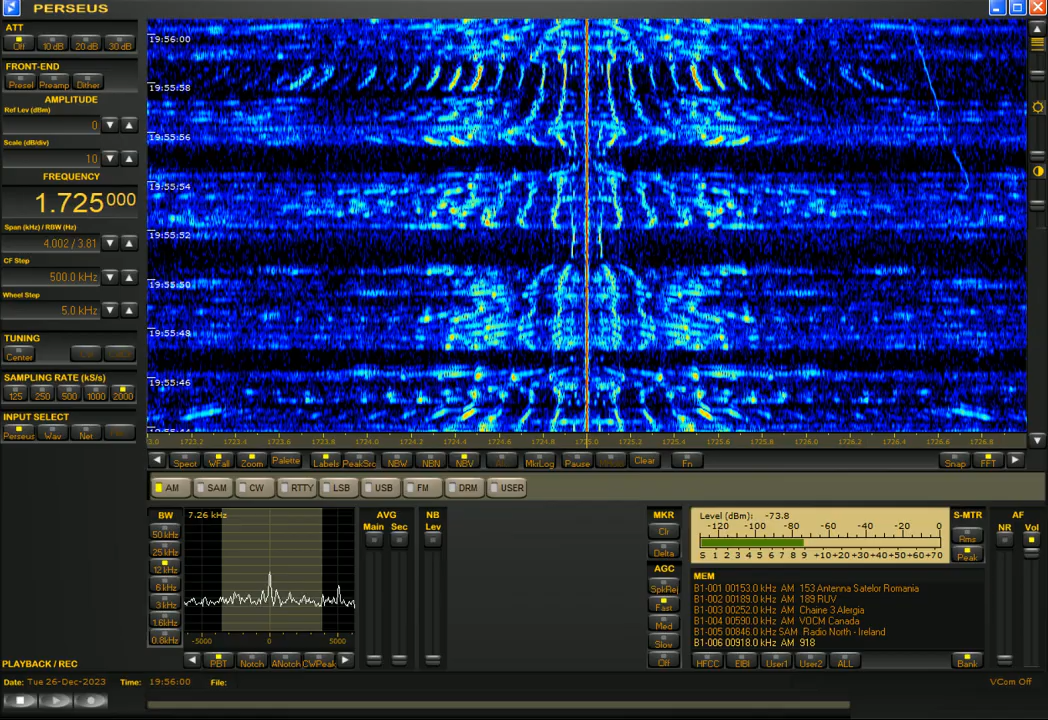 PERSEUS
ATT
Off 10 dB 20 dB 30 dB
FRONT-END
Presel Preamp Dither
AMPLITUDE
Ref Lev (dBm)
0
Scale (dB/div)
10
FREQUENCY
1.725000
Span (kHz) / RBW (Hz)
4.002 / 3.81
CF Step
500.0 kHz
Wheel Step
5.0 kHz
TUNING
Center
SAMPLING RATE (kS/s)
125 250 500 1000 2000
INPUT SELECT
Perseus Wav Net
19:56:00
19:55:58
19:55:56
19:55:54
19:55:52
19:55:50
19:55:48
19:55:46
19:55:44
1723.2 1723.4 1723.6 1723.8 1724.0 1724.2 1724.4 1724.6 1724.8 1725.0 1725.2 1725.4 1725.6 1725.8 1726.0 1726.2 1726.4 1726.6 1726.8
Spect WFall Zoom Palette Labels PeakSrc NBW NBN NBV MkrLog Pause Clear Fn Snap FFT
AM SAM CW RTTY LSB USB FM DRM USER
BW
50 kHz
25 kHz
12 kHz
6 kHz
3 kHz
1.6kHz
0.8kHz
7.26 kHz
-5000 0 5000
PBT Notch ANotch CWPeak
AVG
Main Sec
NB
Lev
MKR
Clr
Delta
AGC
SpkRej
Fast
Med
Slow
Off
Level (dBm): -73.8
-120 -100 -80 -60 -40 -20 0
S 1 2 3 4 5 6 7 8 9 +10+20+30+40+50+60+70
S-MTR
Rms
Peak
AF
NR Vol
MEM
B1-001 00153.0 kHz AM 153 Antenna Satelor Romania
B1-002 00189.0 kHz AM 189 RUV
B1-003 00252.0 kHz AM Chaine 3,Alergia
B1-004 00590.0 kHz AM VOCM Canada
B1-005 00846.0 kHz SAM Radio North - Ireland
B1-006 00918.0 kHz AM 918
HFCC EIBI User1 User2 ALL Bank
PLAYBACK / REC
Date: Tue 26-Dec-2023 Time: 19:56:00 File:
VCom Off